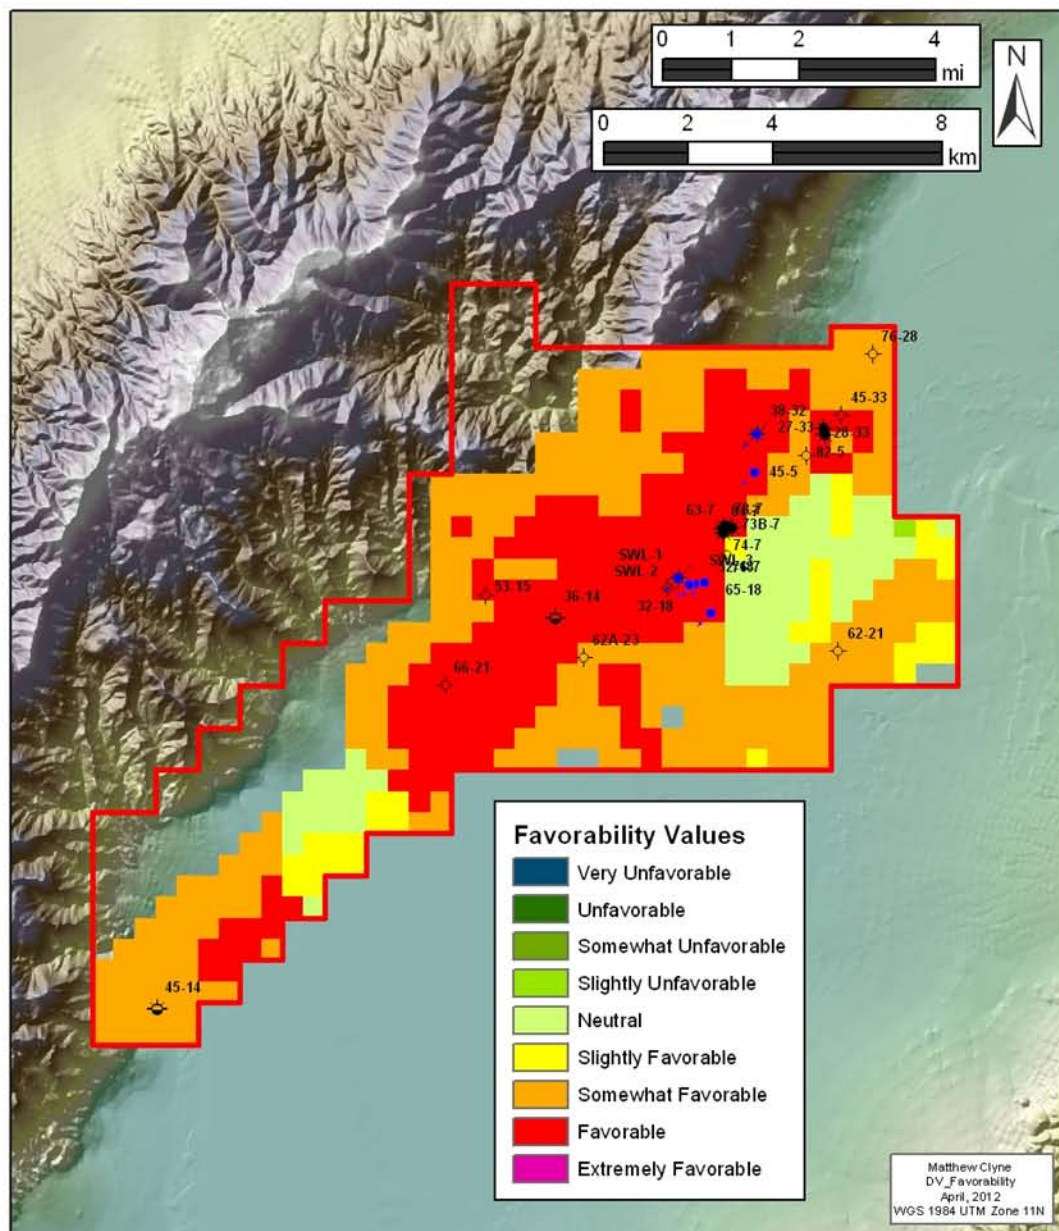 0 1 2 4
mi
N
0 2 4 8
km
76-28
45-33
38-32
27-33
28-33
82-5
45-5
63-7
73B-7
74-7
SWL-1
SWL-3
SWL-2
65-18
32-18
53-15
36-14
62A-23
62-21
66-21
45-14
Favorability Values
Very Unfavorable
Unfavorable
Somewhat Unfavorable
Slightly Unfavorable
Neutral
Slightly Favorable
Somewhat Favorable
Favorable
Extremely Favorable
Matthew Clyne
DV_Favorability
April, 2012
WGS 1984 UTM Zone 11N